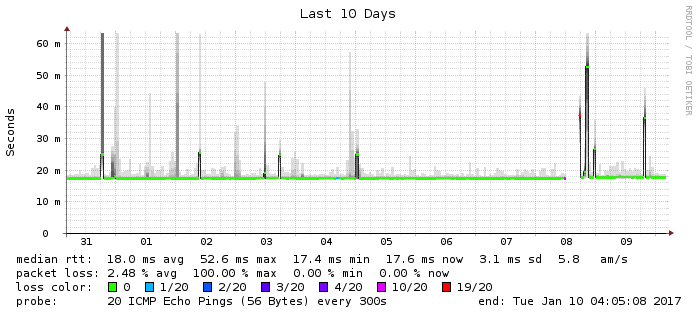 Last 10 Days
RRDTOOL / TOBI OETIKER
Seconds
60 m
50 m
40 m
30 m
20 m
10 m
0
31 01 02 03 04 05 06 07 08 09
median rtt: 18.0 ms avg 52.6 ms max 17.4 ms min 17.6 ms now 3.1 ms sd 5.8 am/s
packet loss: 2.48 % avg 100.00 % max 0.00 % min 0.00 % now
loss color: 0 1/20 2/20 3/20 4/20 10/20 19/20
probe: 20 ICMP Echo Pings (56 Bytes) every 300s end: Tue Jan 10 04:05:08 2017